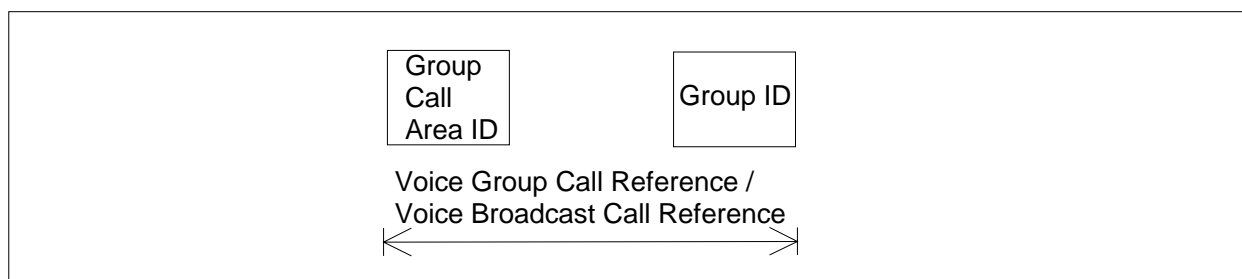 Group
Call
Area ID
Group ID
Voice Group Call Reference /
Voice Broadcast Call Reference